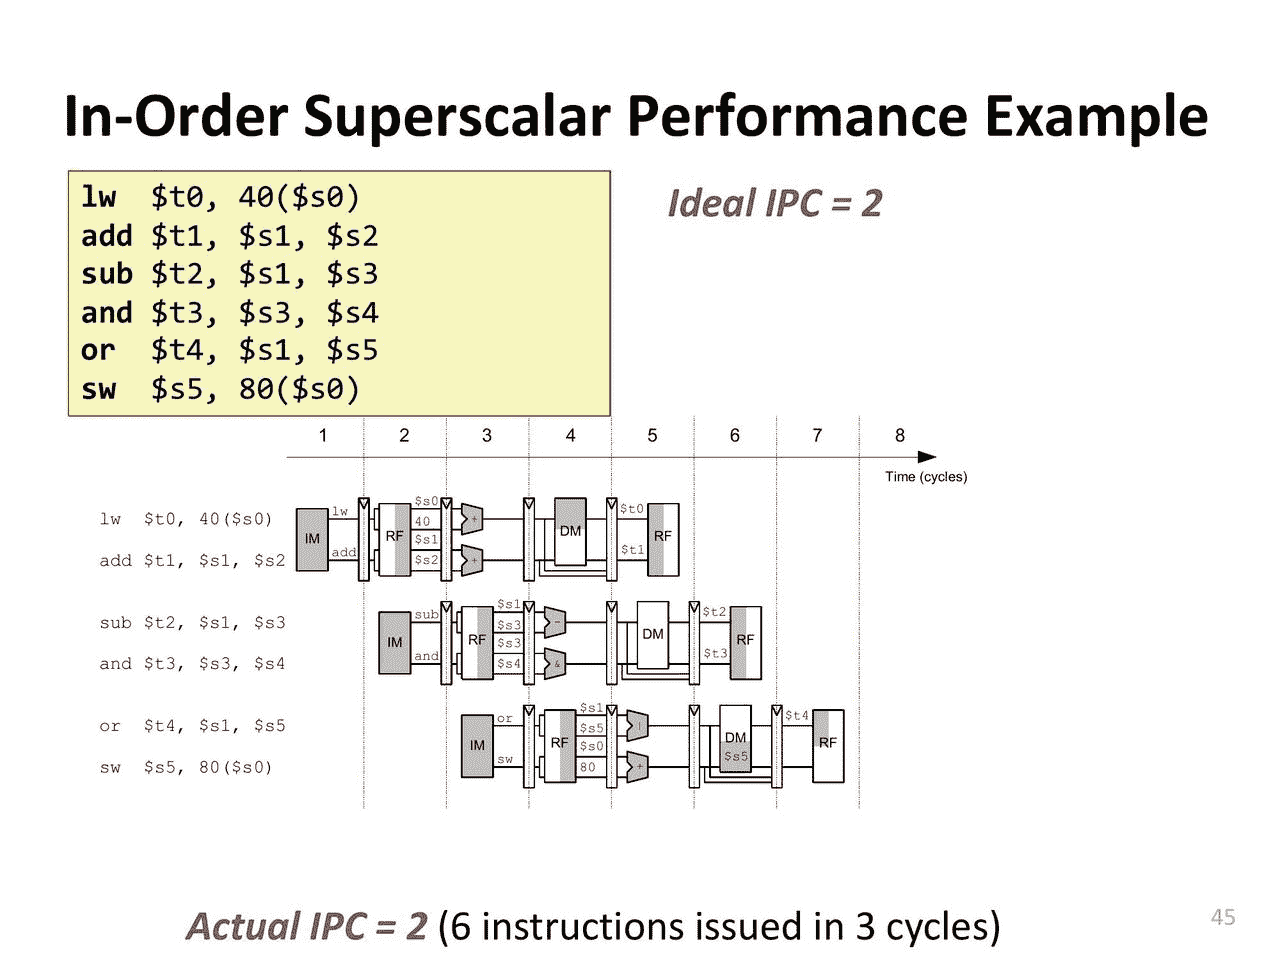 In-Order Superscalar Performance Example
lw $t0, 40($s0)
add $t1, $s1, $s2
sub $t2, $s1, $s3
and $t3, $s3, $s4
or $t4, $s1, $s5
sw $s5, 80($s0)
Ideal IPC = 2
1 2 3 4 5 6 7 8
Time (cycles)
lw $t0, 40($s0)
add $t1, $s1, $s2
IM
lw
add
RF
$s0
40
$s1
$s2
+
+
DM
$t0
$t1
RF
sub $t2, $s1, $s3
and $t3, $s3, $s4
IM
sub
and
RF
$s1
$s3
$s3
$s4
-
&
DM
$t2
$t3
RF
or $t4, $s1, $s5
sw $s5, 80($s0)
IM
or
sw
RF
$s1
$s5
$s0
80
|
+
DM
$s5
$t4
RF
Actual IPC = 2 (6 instructions issued in 3 cycles)
45